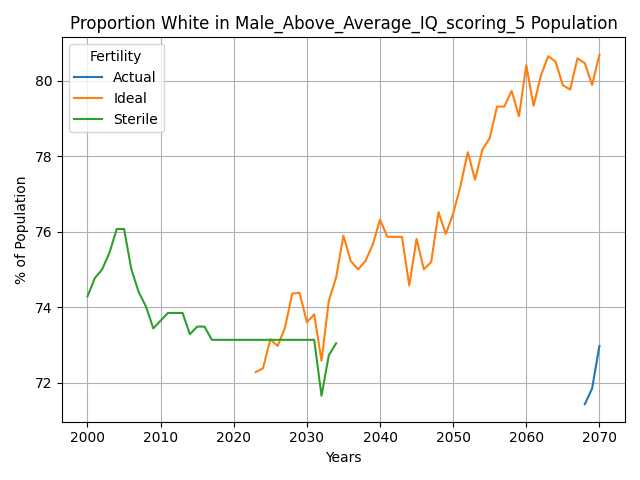 Proportion White in Male_Above_Average_IQ_scoring_5 Population
Fertility
Actual
Ideal
Sterile
% of Population
80
78
76
74
72
2000 2010 2020 2030 2040 2050 2060 2070
Years